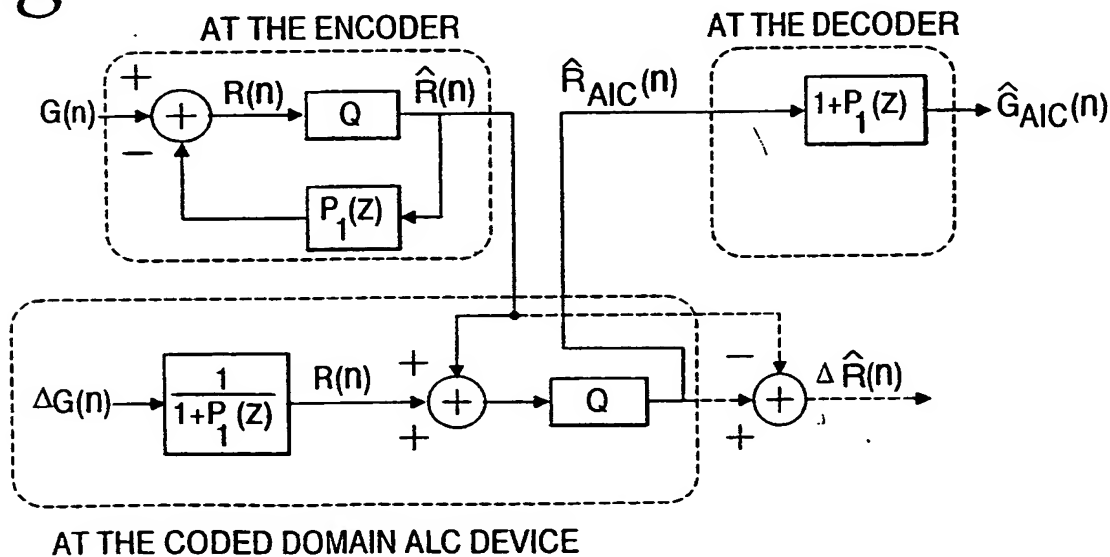 AT THE ENCODER
AT THE DECODER
+
G(n)
+
−
R(n)
Q
R̂(n)
P₁(z)
R̂AIC(n)
1+P₁(z)
ĜAIC(n)
ΔG(n)
1
1+P₁(z)
R(n)
+
+
+
Q
−
+
+
Δ R̂(n)
AT THE CODED DOMAIN ALC DEVICE